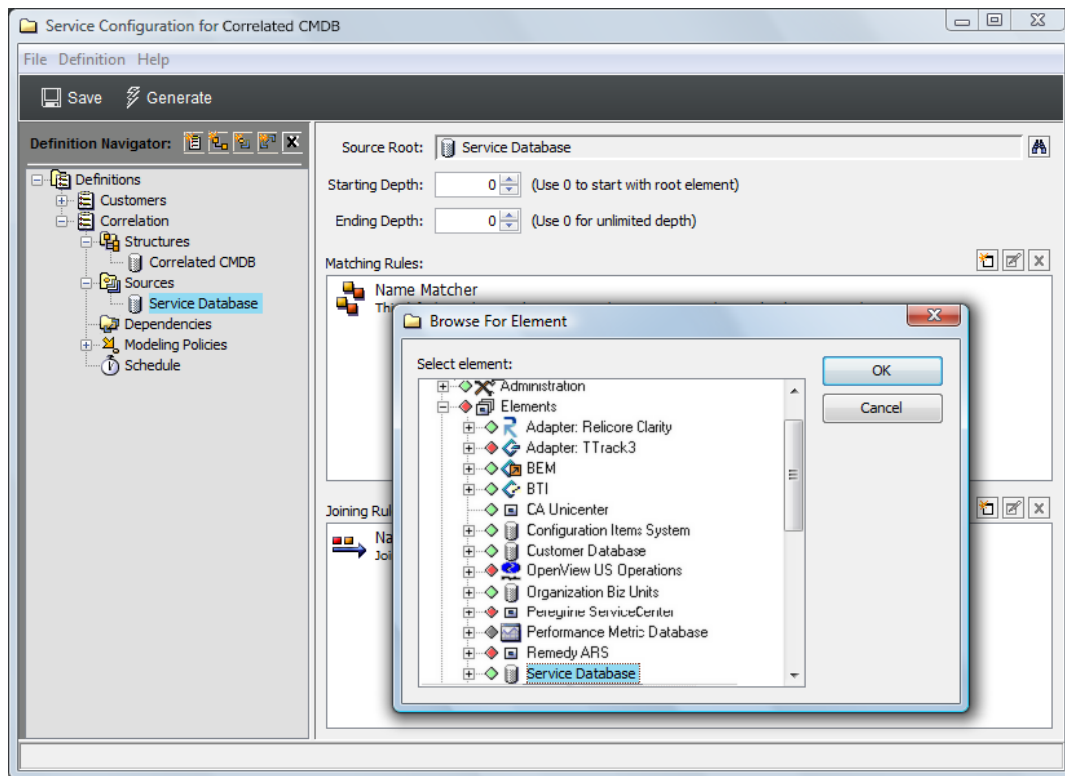 Service Configuration for Correlated CMDB
File Definition Help
Save Generate
Definition Navigator:
Definitions
Customers
Correlation
Structures
Correlated CMDB
Sources
Service Database
Dependencies
Modeling Policies
Schedule
Source Root: Service Database
Starting Depth: 0 (Use 0 to start with root element)
Ending Depth: 0 (Use 0 for unlimited depth)
Matching Rules:
Name Matcher
Joining
Browse For Element
Select element:
Administration
Elements
Adapter: Relicore Clarity
Adapter: TTrack3
BEM
BTI
CA Unicenter
Configuration Items System
Customer Database
OpenView US Operations
Organization Biz Units
Peregrine ServiceCenter
Performance Metric Database
Remedy ARS
Service Database
OK
Cancel